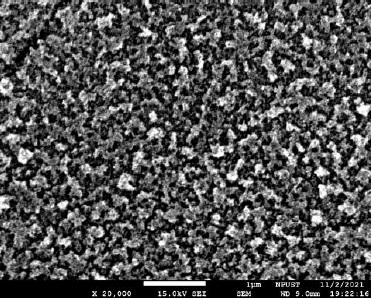 1μm NPUST 11/2/2021
X 20,000 15.0kV SEI SEM WD 9.0mm 19:22:16